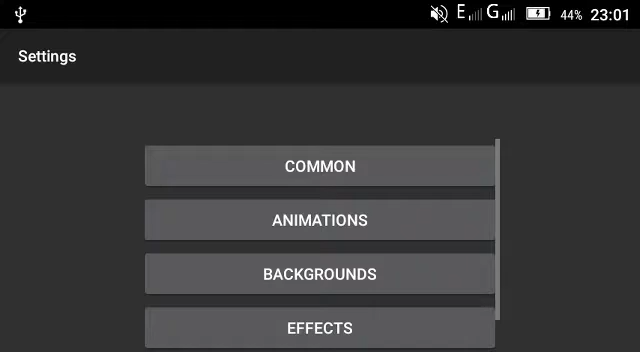 E G 44% 23:01
Settings
COMMON
ANIMATIONS
BACKGROUNDS
EFFECTS